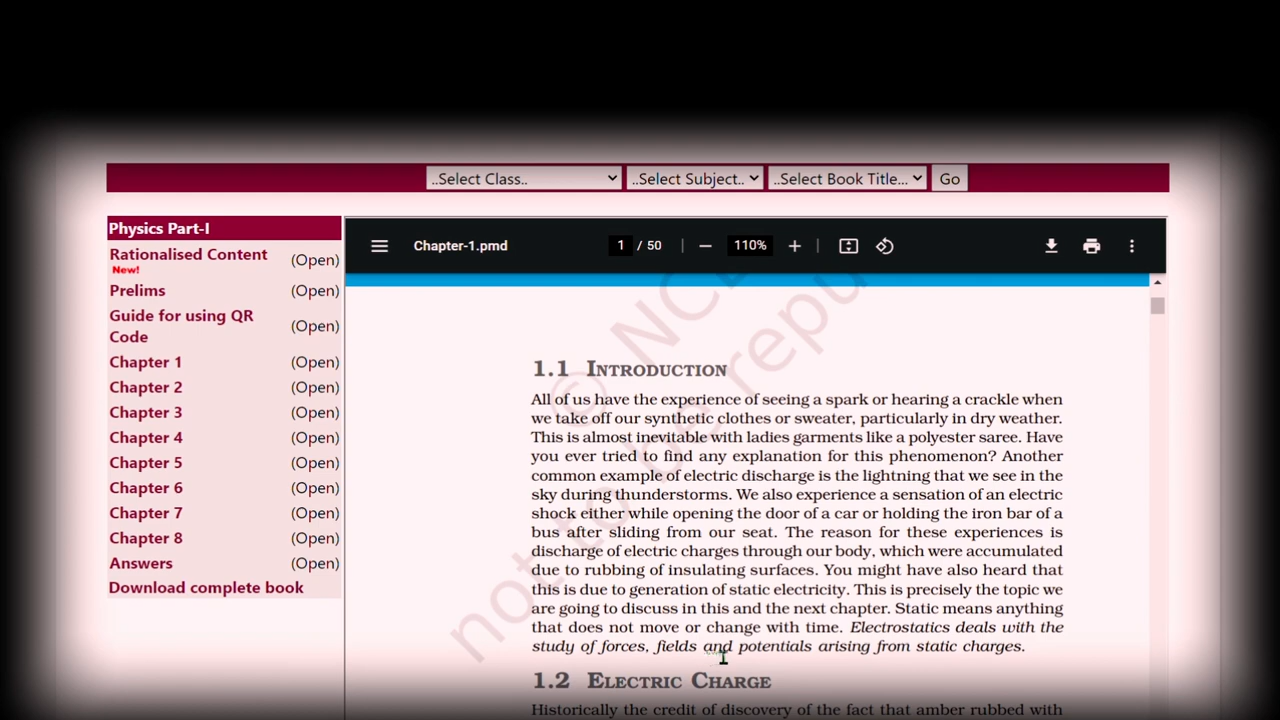 ..Select Class.. ..Select Subject.. ..Select Book Title... Go
Physics Part-I
Rationalised Content (Open)
New!
Prelims (Open)
Guide for using QR
Code (Open)
Chapter 1 (Open)
Chapter 2 (Open)
Chapter 3 (Open)
Chapter 4 (Open)
Chapter 5 (Open)
Chapter 6 (Open)
Chapter 7 (Open)
Chapter 8 (Open)
Answers (Open)
Download complete book
Chapter-1.pmd 1 / 50 110%
1.1 INTRODUCTION
All of us have the experience of seeing a spark or hearing a crackle when
we take off our synthetic clothes or sweater, particularly in dry weather.
This is almost inevitable with ladies garments like a polyester saree. Have
you ever tried to find any explanation for this phenomenon? Another
common example of electric discharge is the lightning that we see in the
sky during thunderstorms. We also experience a sensation of an electric
shock either while opening the door of a car or holding the iron bar of a
bus after sliding from our seat. The reason for these experiences is
discharge of electric charges through our body, which were accumulated
due to rubbing of insulating surfaces. You might have also heard that
this is due to generation of static electricity. This is precisely the topic we
are going to discuss in this and the next chapter. Static means anything
that does not move or change with time. Electrostatics deals with the
study of forces, fields and potentials arising from static charges.
1.2 ELECTRIC CHARGE
Historically the credit of discovery of the fact that amber rubbed with
© NCE
not to be repu